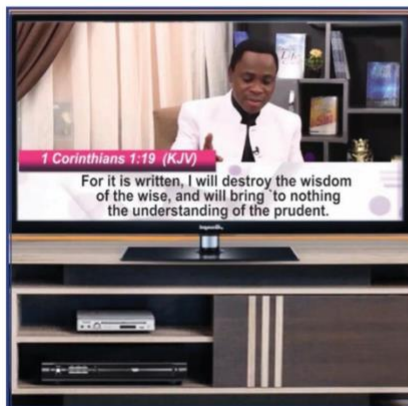 1 Corinthians 1:19 (KJV)
For it is written, I will destroy the wisdom
of the wise, and will bring `to nothing
the understanding of the prudent.